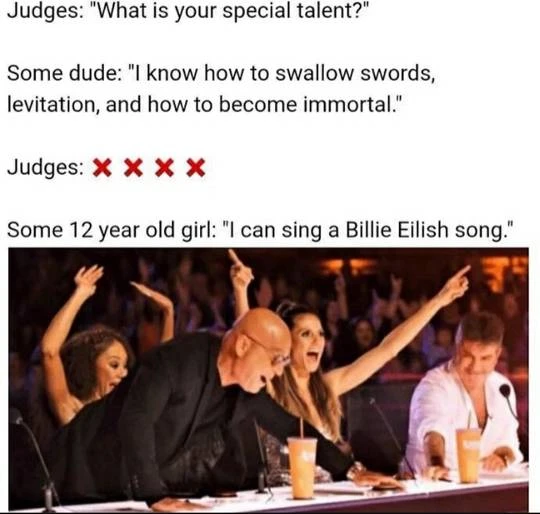 Judges: "What is your special talent?"
Some dude: "I know how to swallow swords,
levitation, and how to become immortal."
Judges: ❌ ❌ ❌ ❌
Some 12 year old girl: "I can sing a Billie Eilish song."